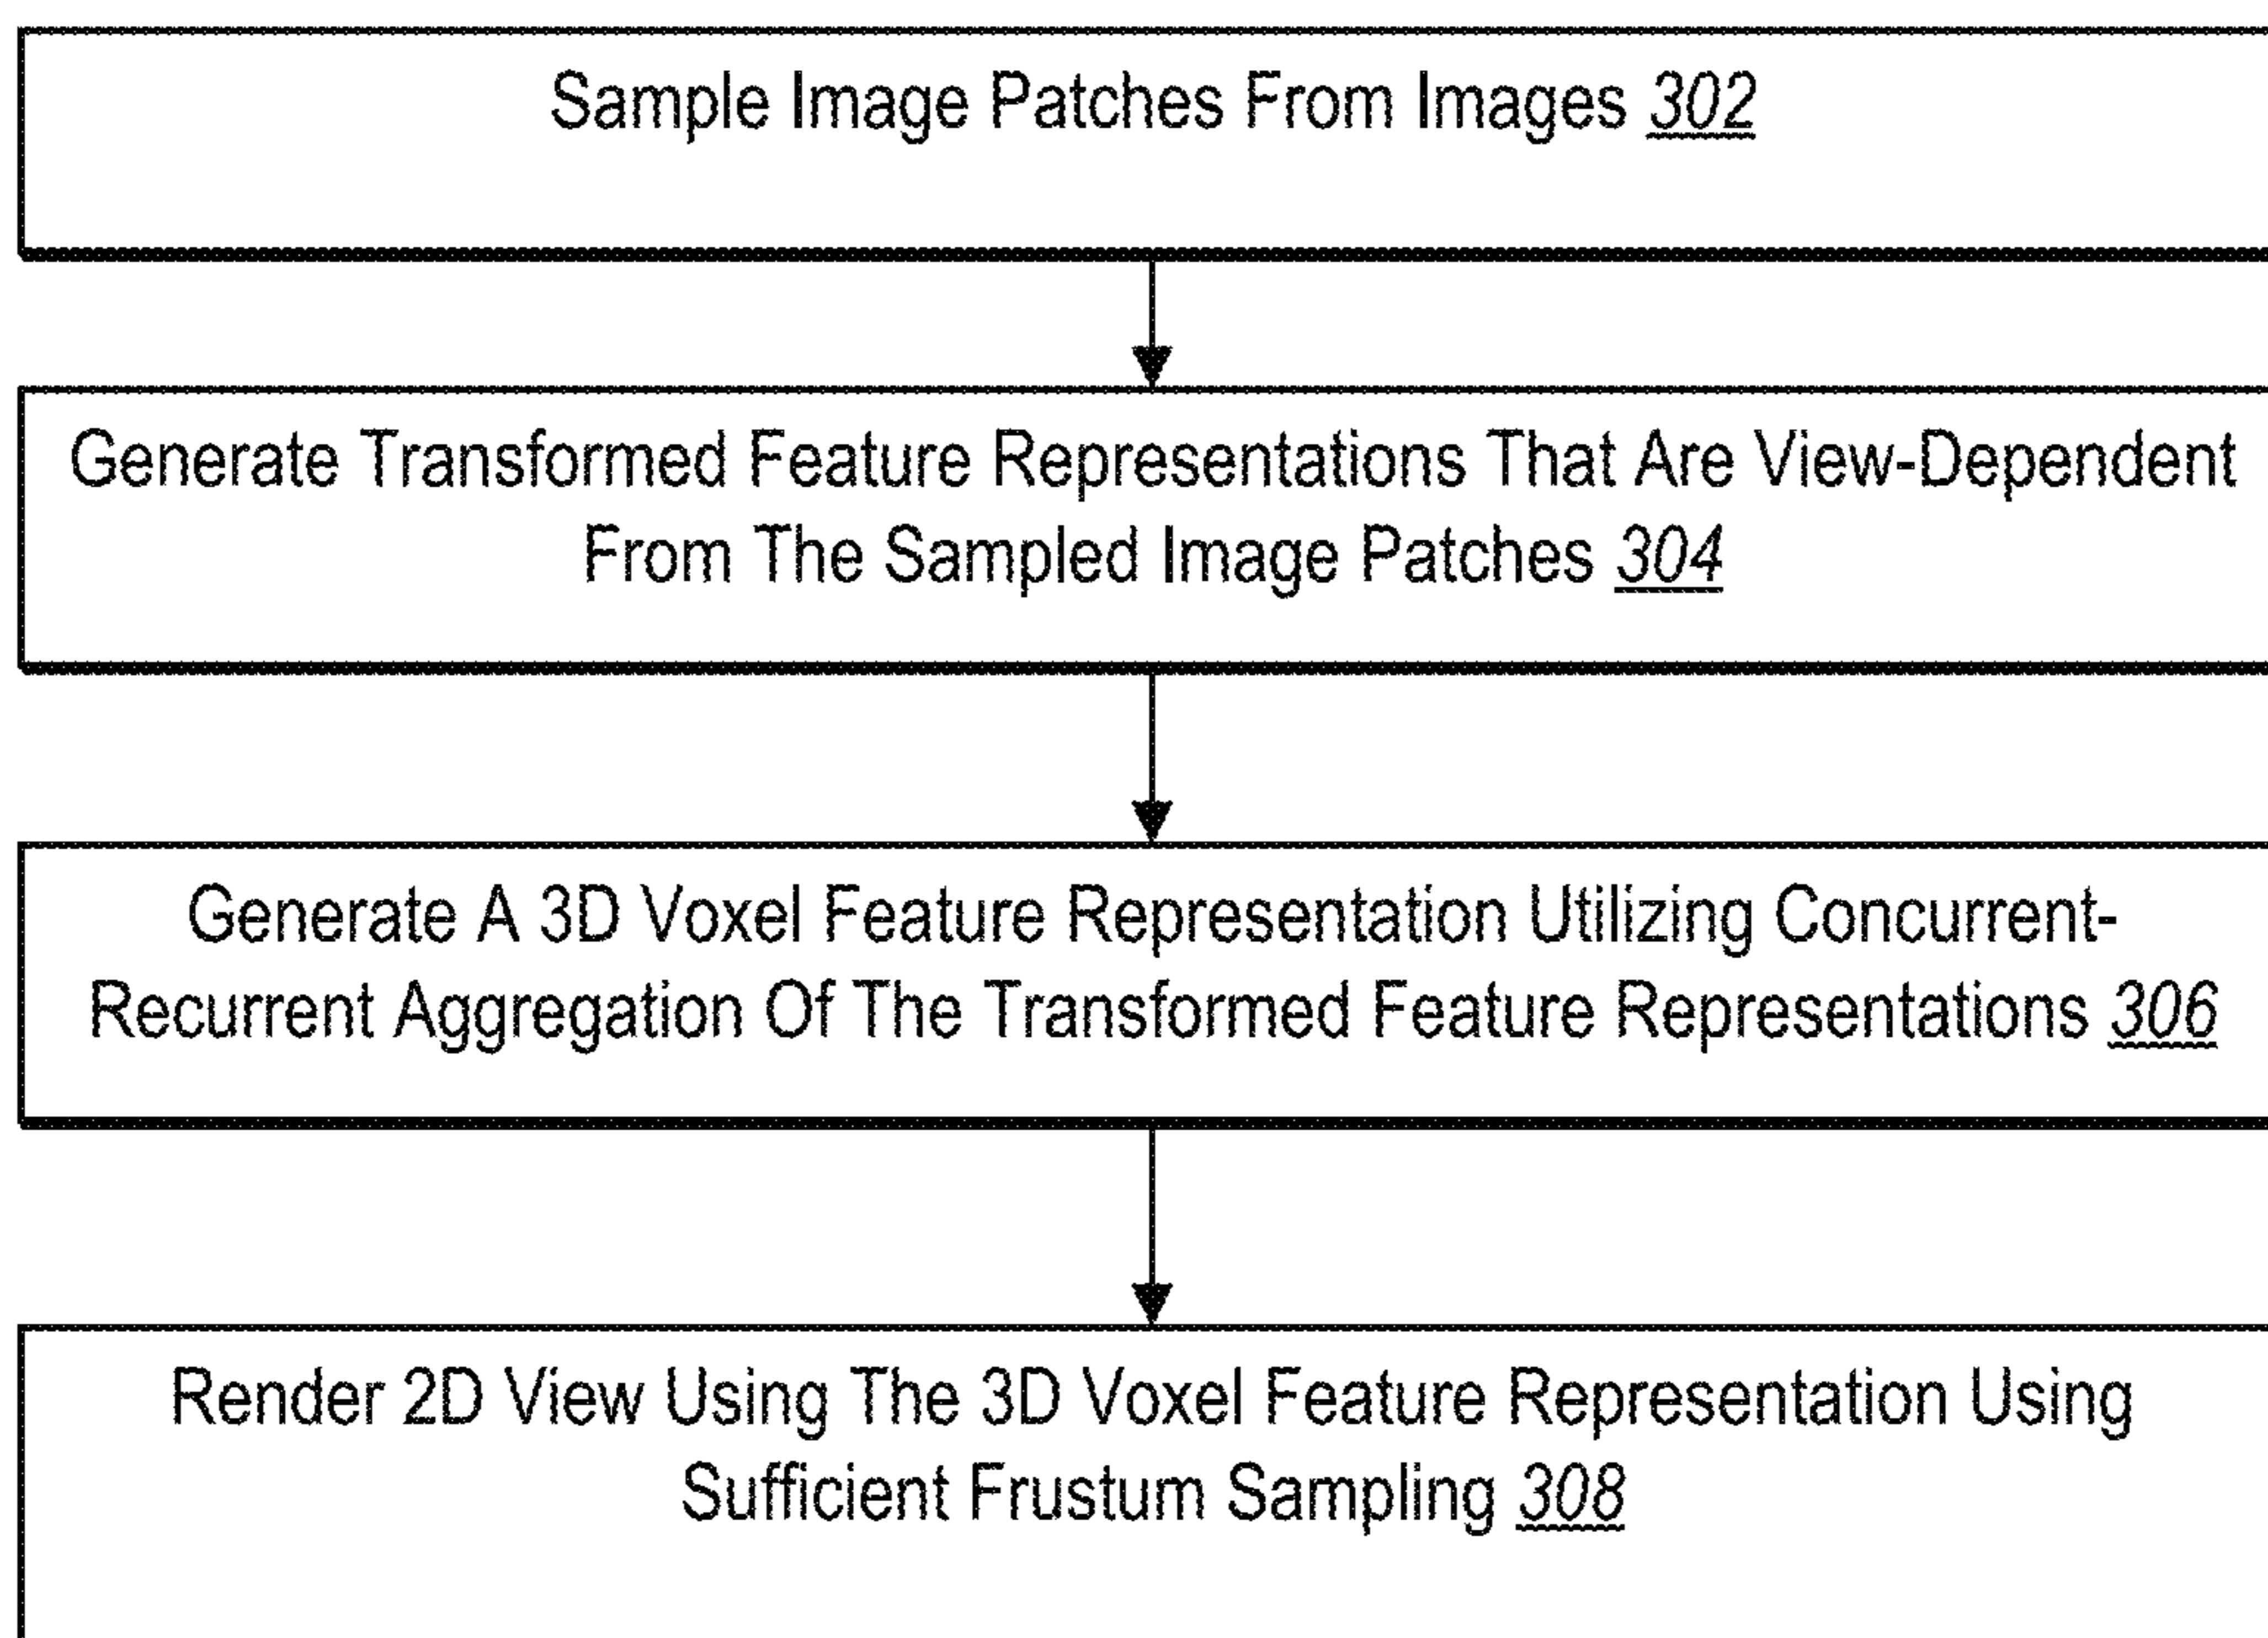 Sample Image Patches From Images 302
Generate Transformed Feature Representations That Are View-Dependent
From The Sampled Image Patches 304
Generate A 3D Voxel Feature Representation Utilizing Concurrent-
Recurrent Aggregation Of The Transformed Feature Representations 306
Render 2D View Using The 3D Voxel Feature Representation Using
Sufficient Frustum Sampling 308